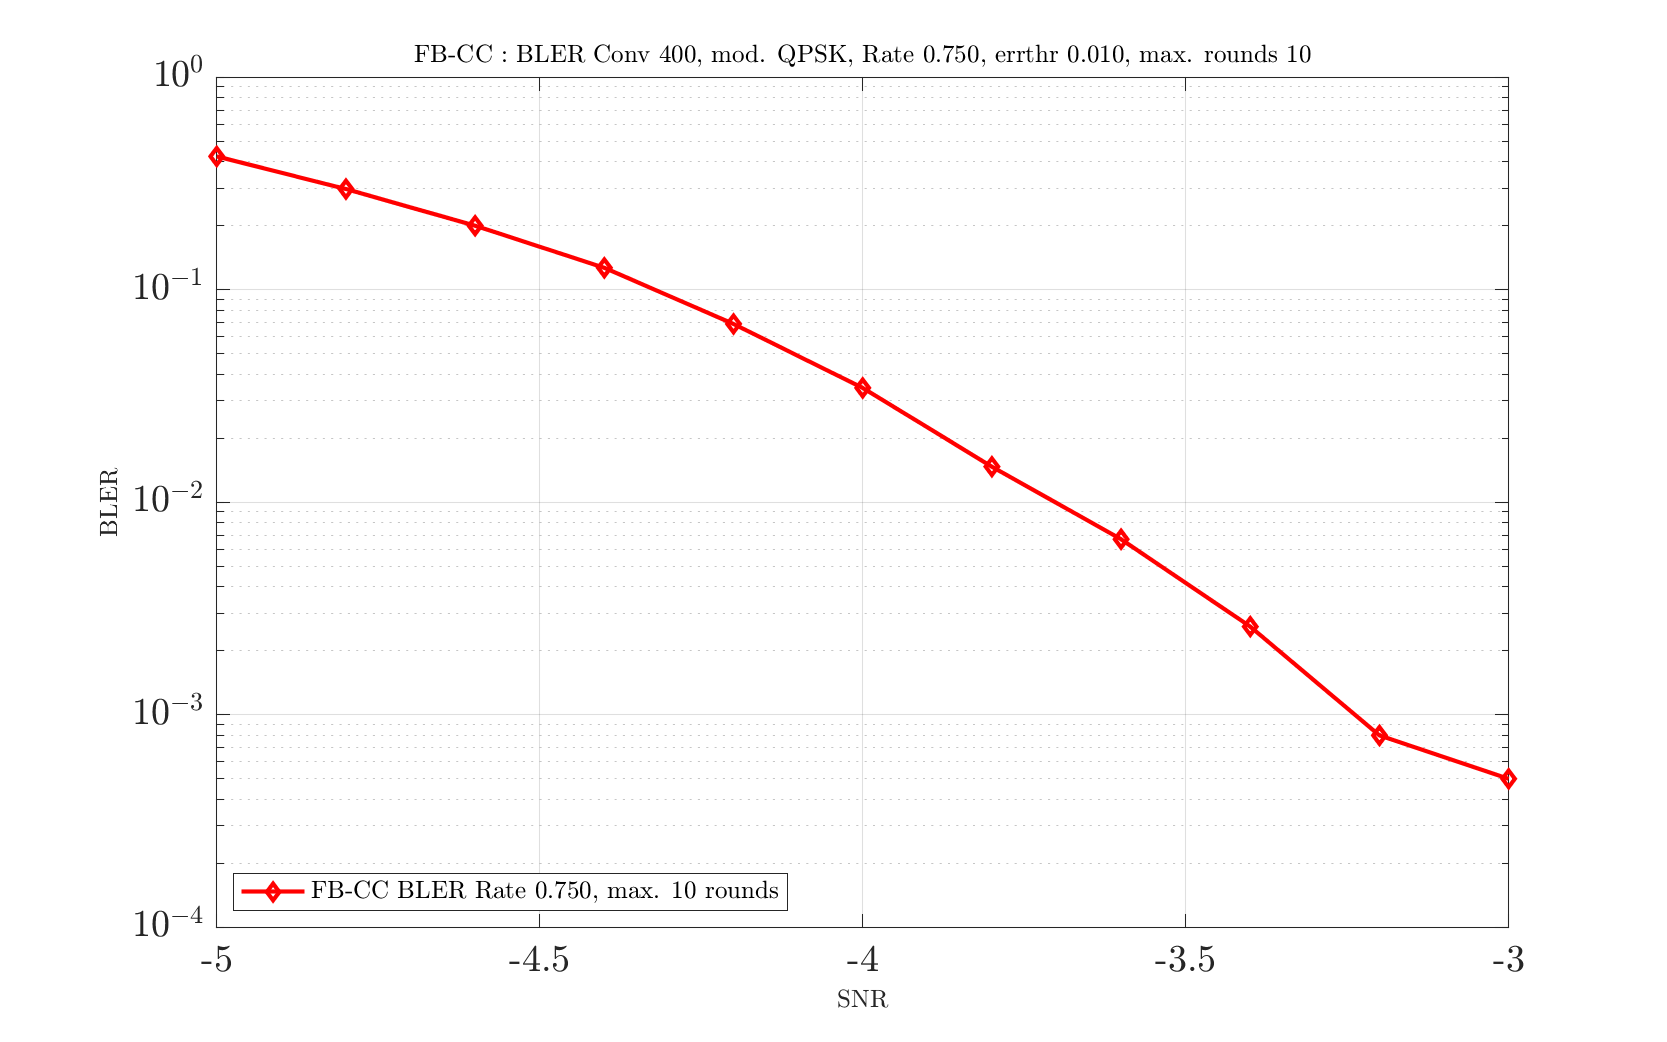 FB-CC : BLER Conv 400, mod. QPSK, Rate 0.750, errthr 0.010, max. rounds 10
10^0
10^-1
10^-2
10^-3
10^-4
BLER
FB-CC BLER Rate 0.750, max. 10 rounds
-5 -4.5 -4 -3.5 -3
SNR